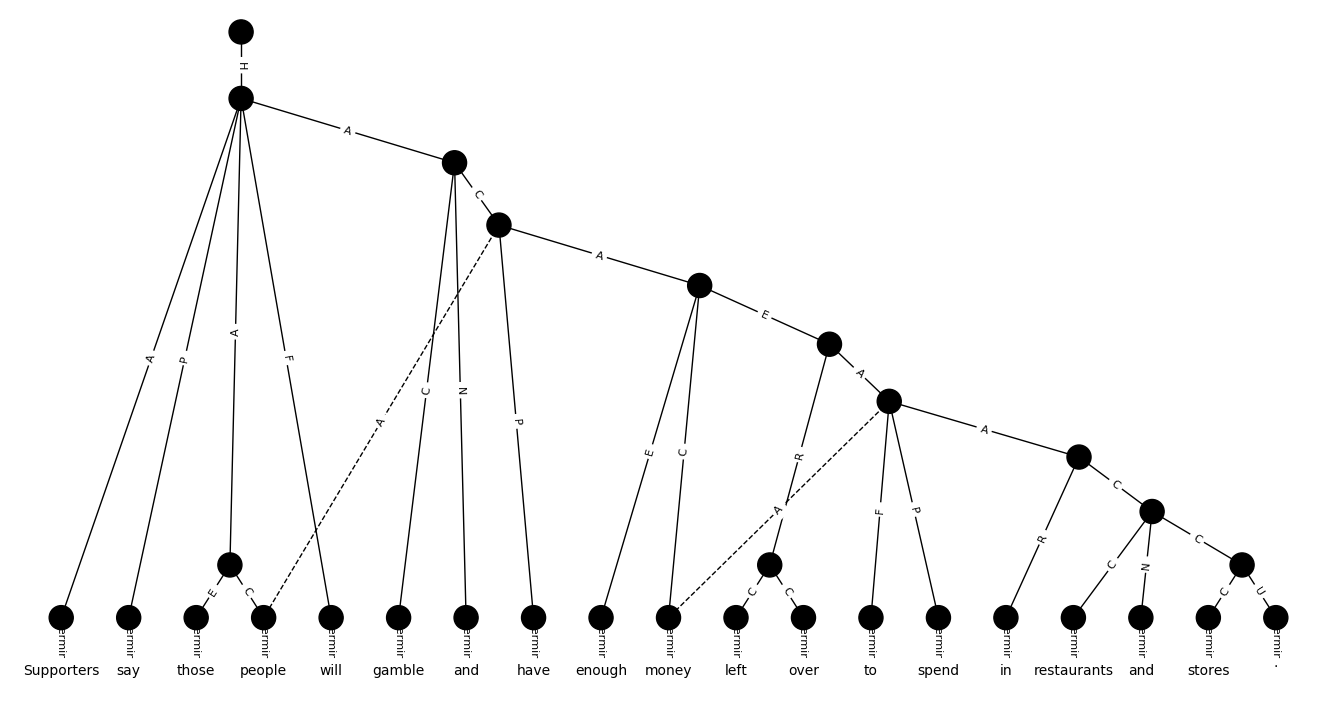 H
A
C
A
E
A
A
A
P
A
F
A
C
N
P
E
C
R
A
F
P
R
C
C
C
N
E
C
C
C
C
U
ermir ermir ermir ermir ermir ermir ermir ermir ermir ermir ermir ermir ermir ermir ermir ermir ermir ermir ermir
Supporters say those people will gamble and have enough money left over to spend in restaurants and stores .